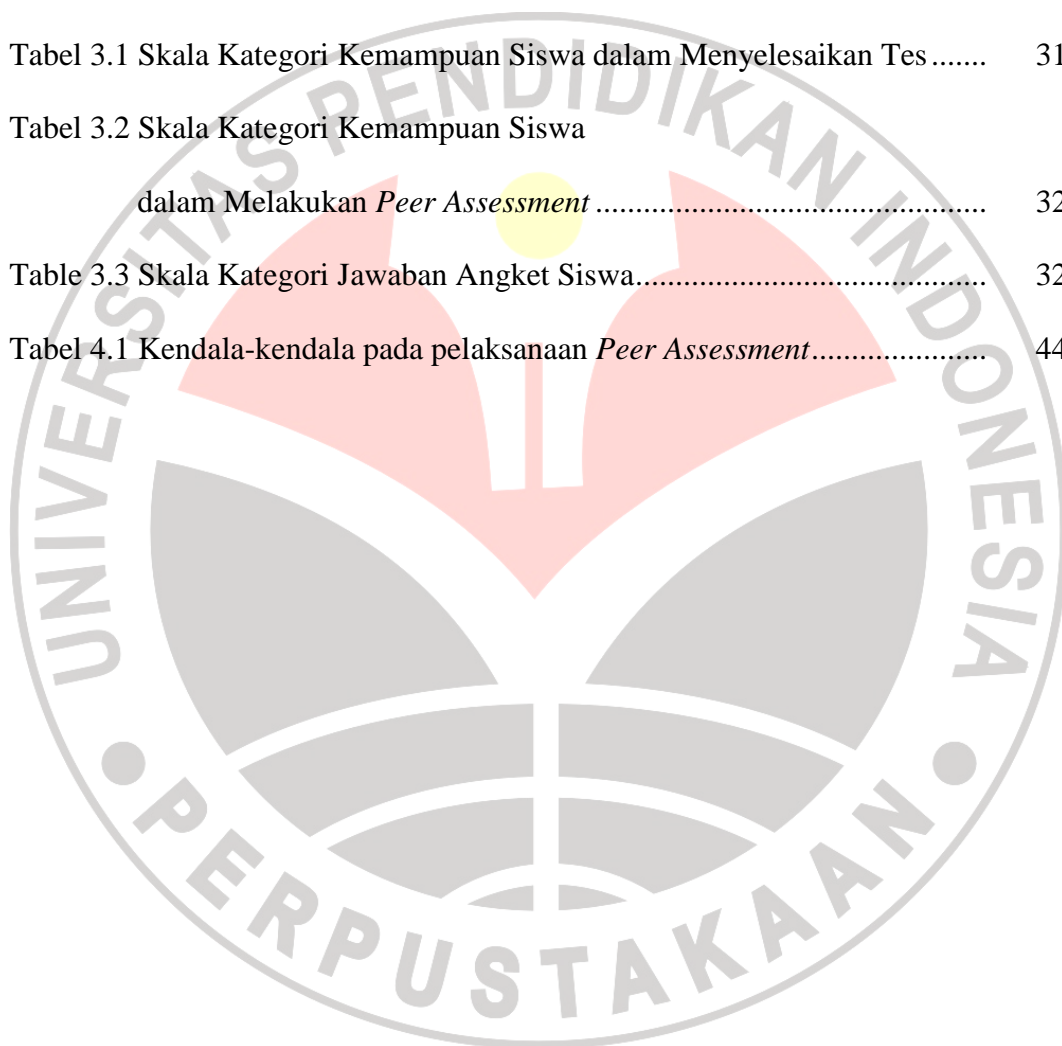 Tabel 3.1 Skala Kategori Kemampuan Siswa dalam Menyelesaikan Tes ....... 31
Tabel 3.2 Skala Kategori Kemampuan Siswa
dalam Melakukan Peer Assessment ................................................. 32
Table 3.3 Skala Kategori Jawaban Angket Siswa............................................ 32
Tabel 4.1 Kendala-kendala pada pelaksanaan Peer Assessment...................... 44
UNIVERSITAS PENDIDIKAN INDONESIA
PERPUSTAKAAN